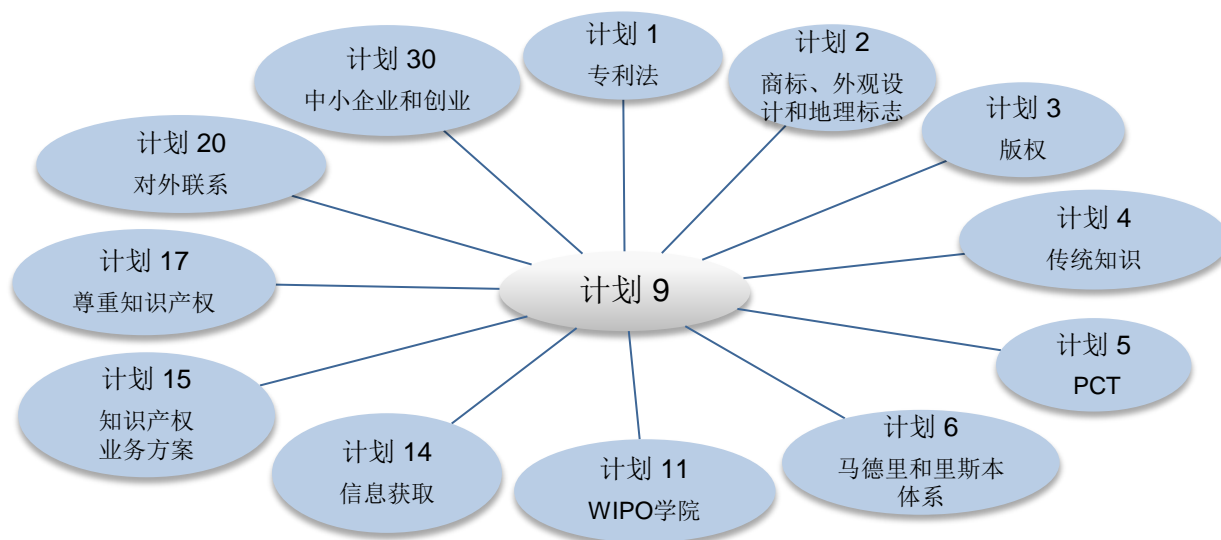 计划 1
专利法
计划 2
商标、外观设
计和地理标志
计划 3
版权
计划 4
传统知识
计划 5
PCT
计划 6
马德里和里斯本
体系
计划 11
WIPO学院
计划 14
信息获取
计划 15
知识产权
业务方案
计划 17
尊重知识产权
计划 20
对外联系
计划 30
中小企业和创业
计划 9